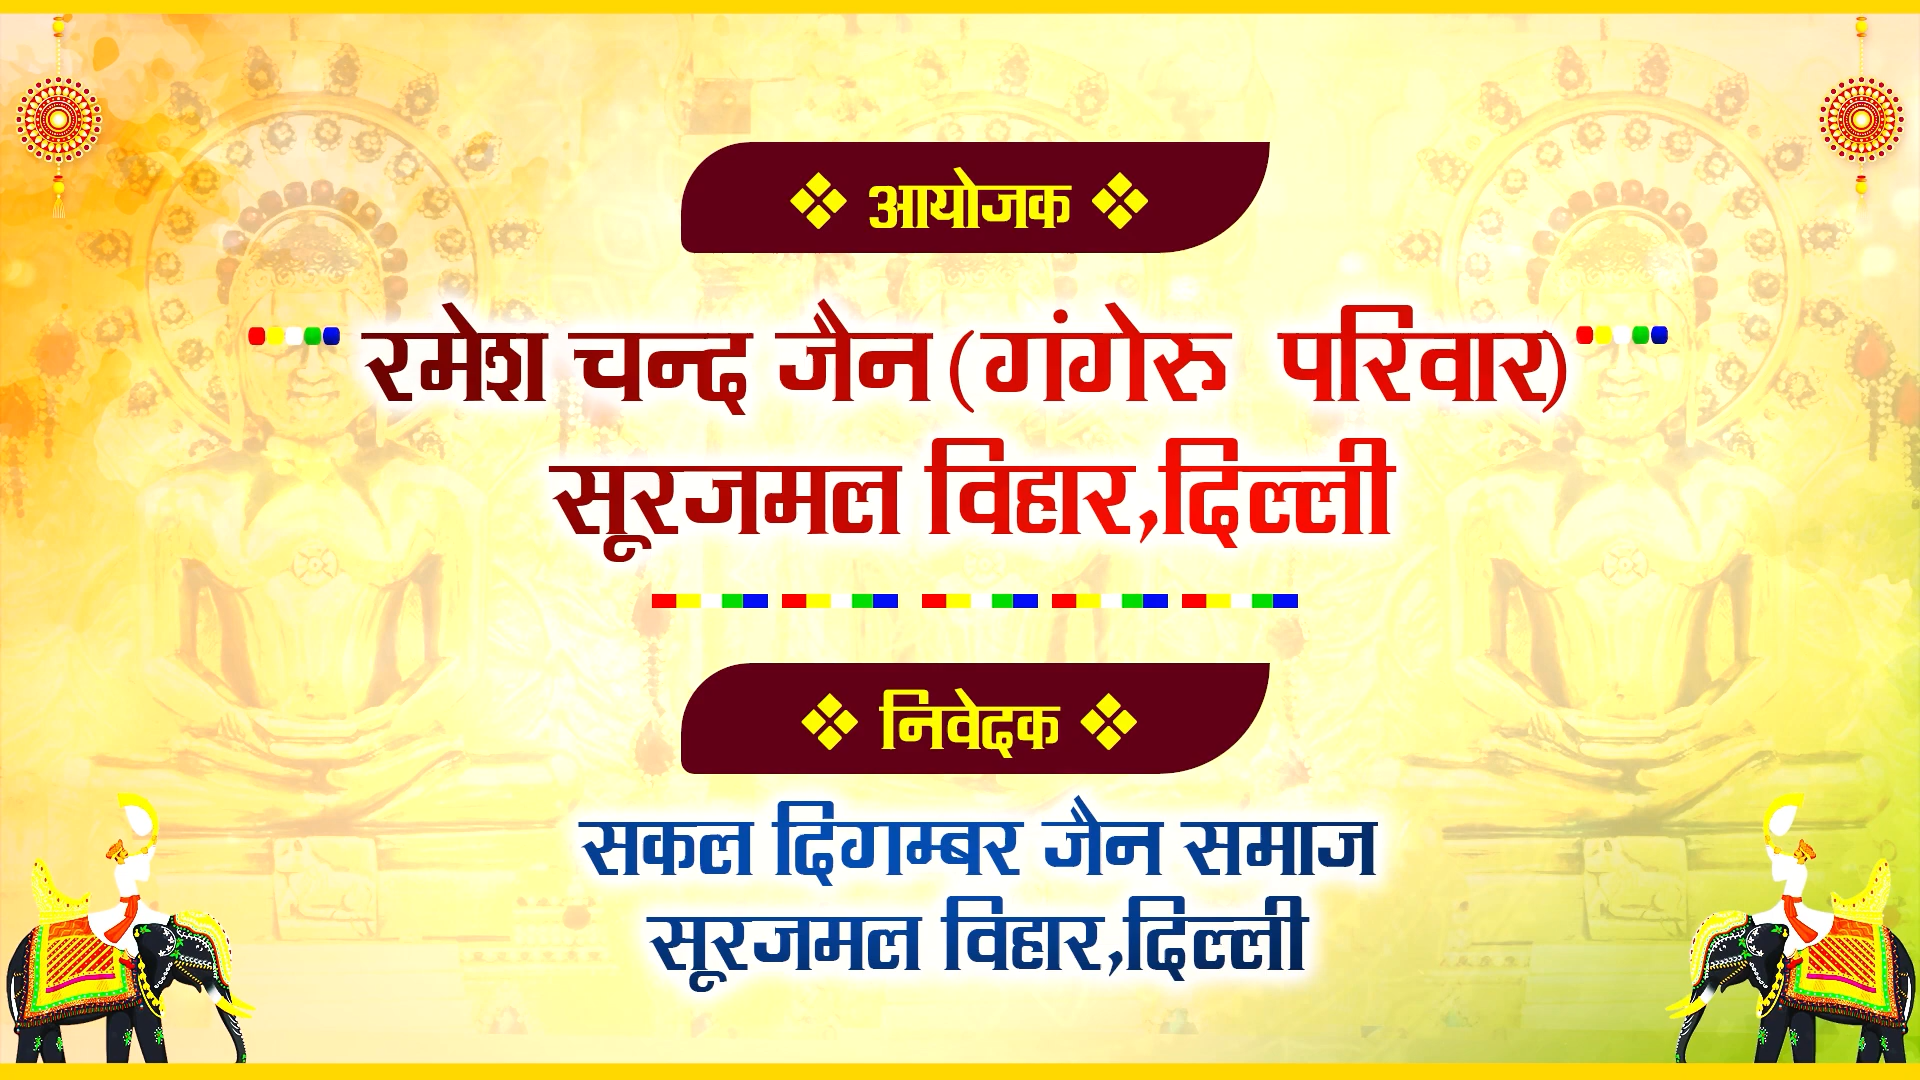 आयोजक
रमेश चन्द जैन (गंगेरु परिवार)
सूरजमल विहार,दिल्ली
निवेदक
सकल दिगम्बर जैन समाज
सूरजमल विहार,दिल्ली